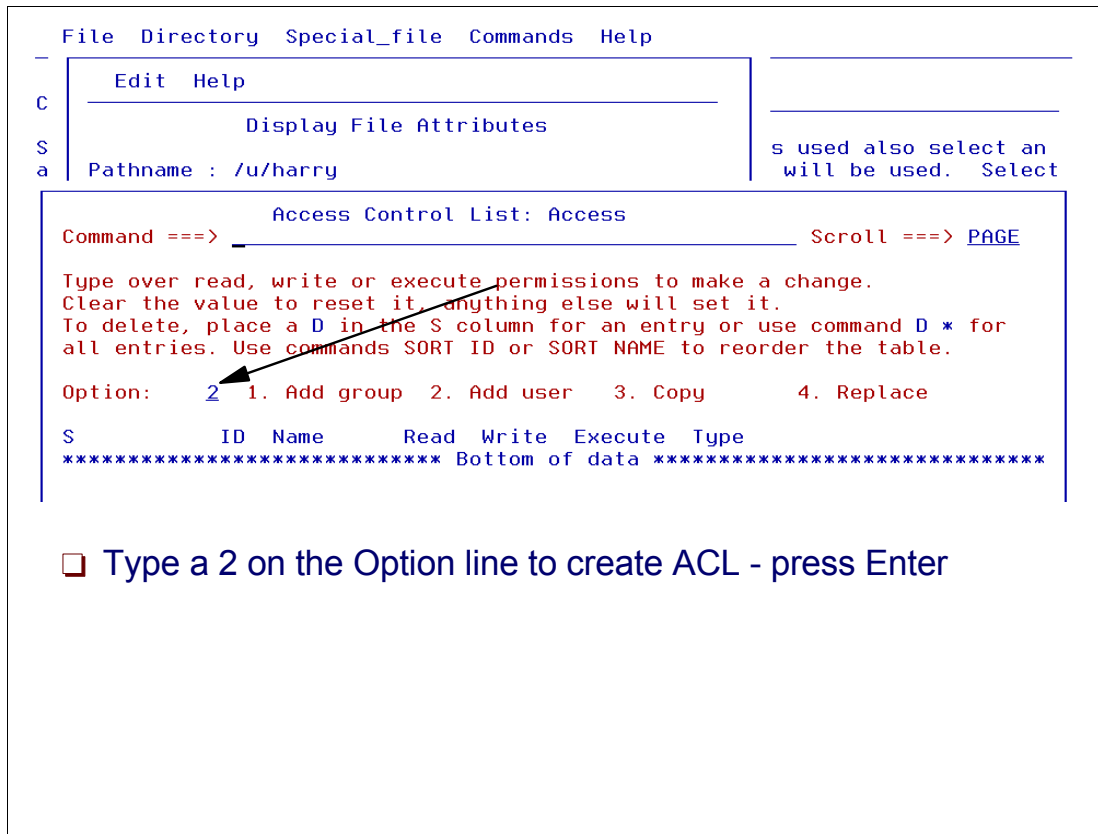 File Directory Special_file Commands Help
Edit Help
C
Display File Attributes
S
s used also select an
a Pathname : /u/harry will be used. Select
Access Control List: Access
Command ===> Scroll ===> PAGE
Type over read, write or execute permissions to make a change.
Clear the value to reset it, anything else will set it.
To delete, place a D in the S column for an entry or use command D * for
all entries. Use commands SORT ID or SORT NAME to reorder the table.
Option: 2 1. Add group 2. Add user 3. Copy 4. Replace
S ID Name Read Write Execute Type
***************************** Bottom of data ******************************
Type a 2 on the Option line to create ACL - press Enter